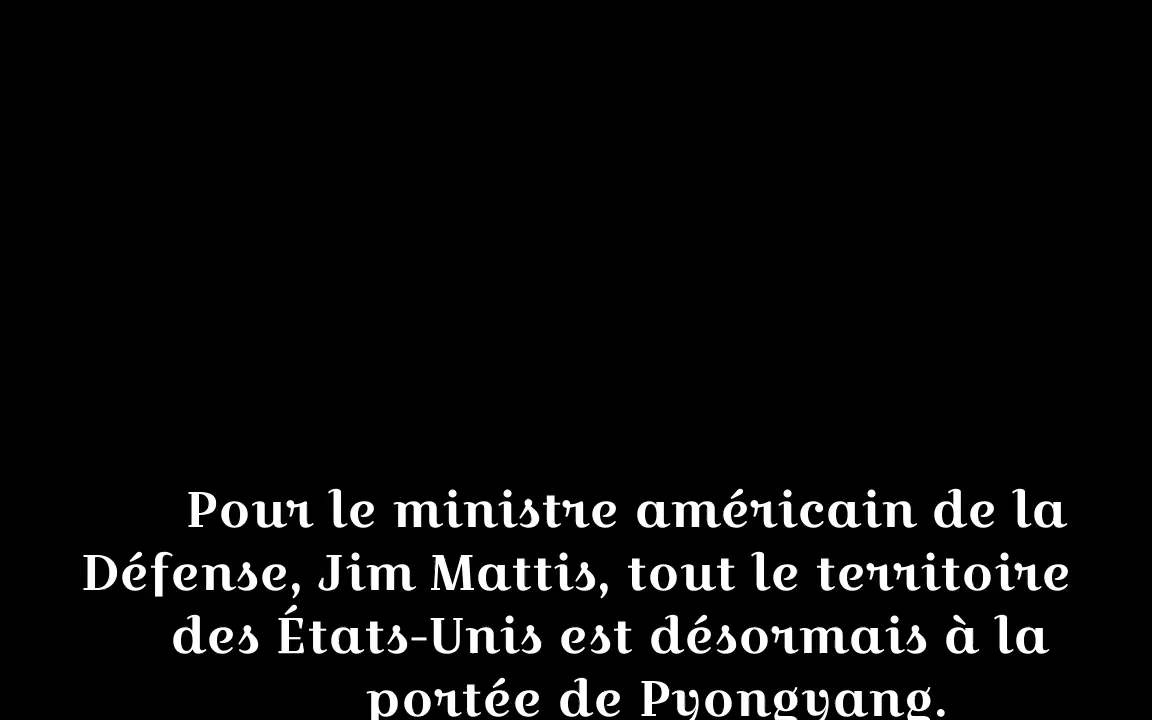 Pour le ministre américain de la
Défense, Jim Mattis, tout le territoire
des États-Unis est désormais à la
portée de Pyongyang.